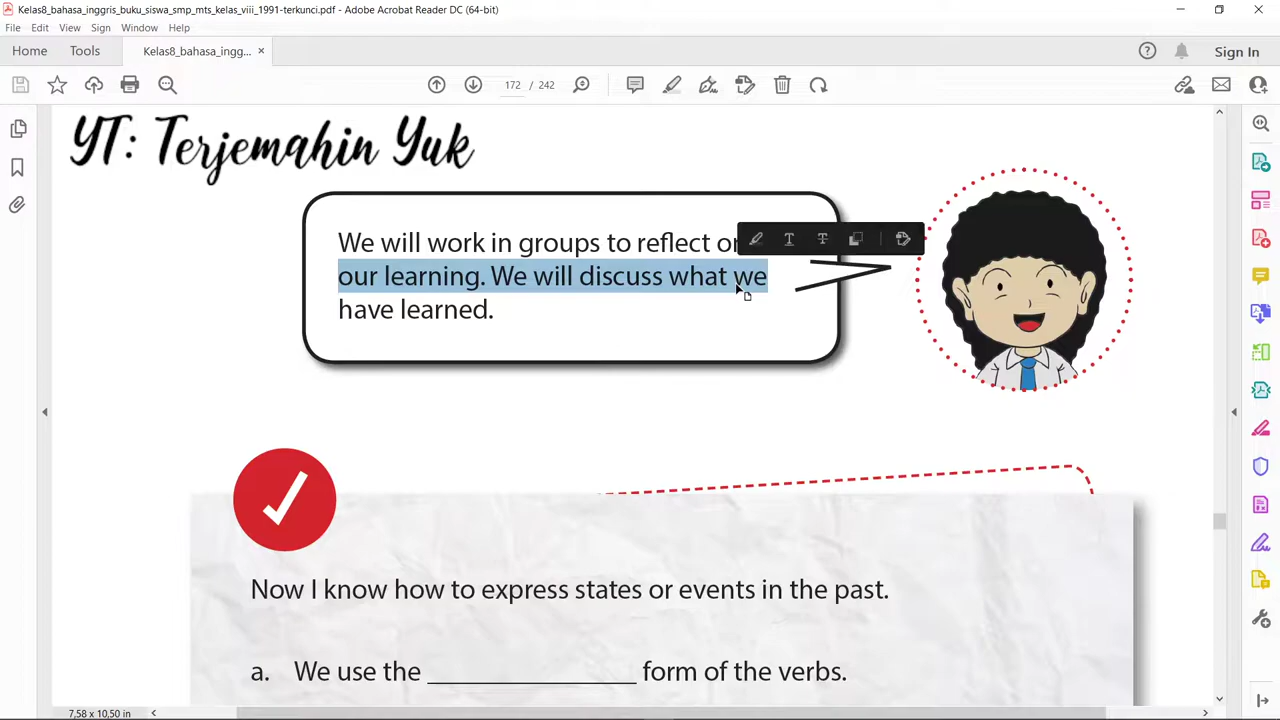 Kelas8_bahasa_inggris_buku_siswa_smp_mts_kelas_viii_1991-terkunci.pdf - Adobe Acrobat Reader DC (64-bit)
File Edit View Sign Window Help
Home Tools Kelas8_bahasa_ingg... × Sign In
172 / 242
YT: Terjemahin Yuk
We will work in groups to reflect on
our learning. We will discuss what we
have learned.
Now I know how to express states or events in the past.
a. We use the ________________ form of the verbs.
7,58 x 10,50 in